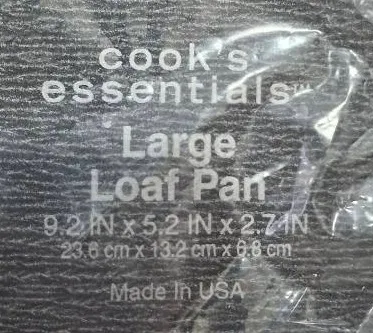 cook's
essentials™
Large
Loaf Pan
9.2 IN x 5.2 IN x 2.7 IN
23.6 cm x 13.2 cm x 6.8 cm
Made In USA